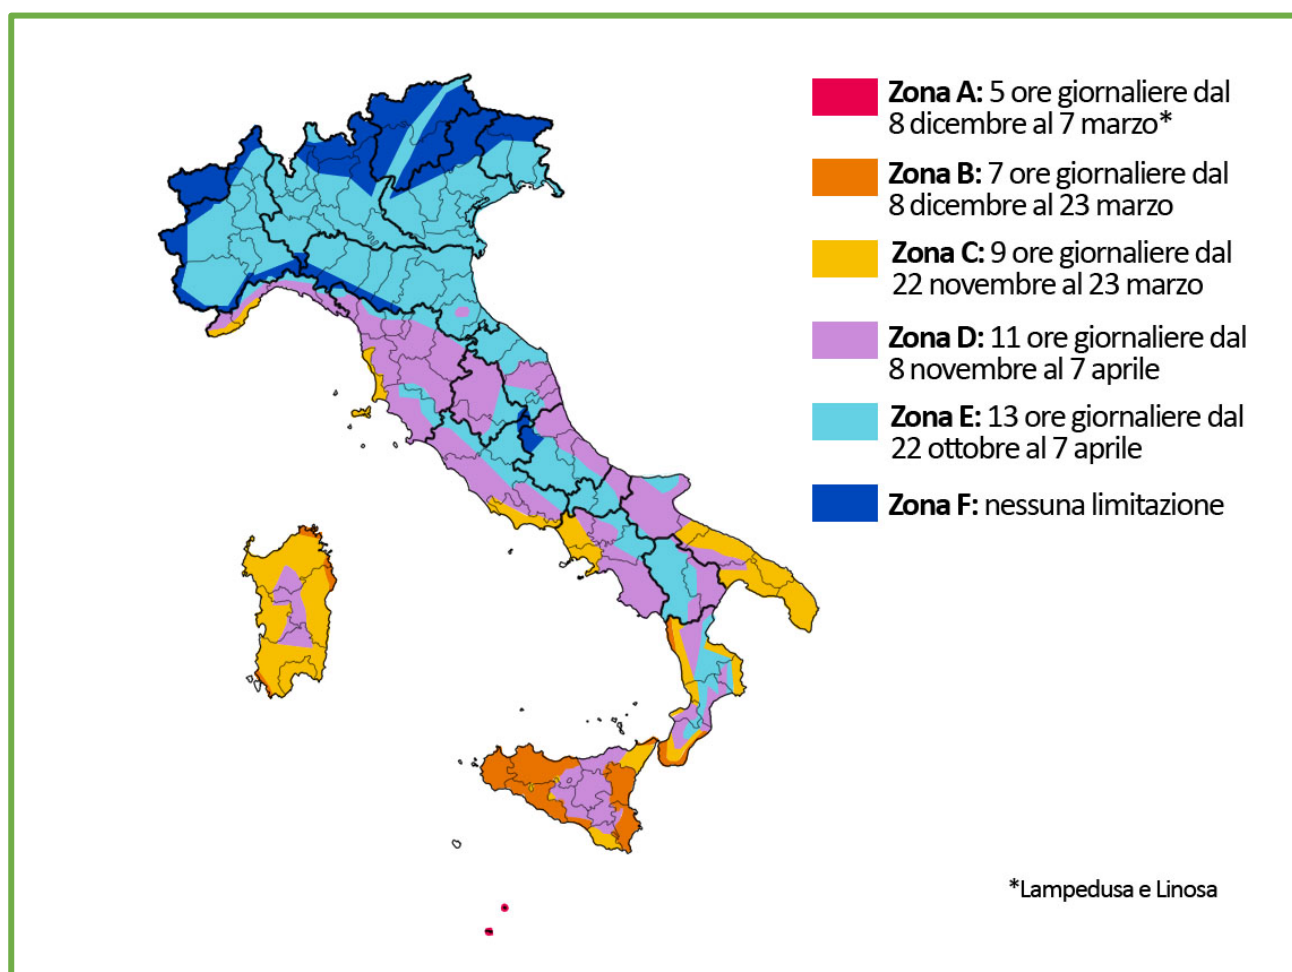 Zona A: 5 ore giornaliere dal
8 dicembre al 7 marzo*
Zona B: 7 ore giornaliere dal
8 dicembre al 23 marzo
Zona C: 9 ore giornaliere dal
22 novembre al 23 marzo
Zona D: 11 ore giornaliere dal
8 novembre al 7 aprile
Zona E: 13 ore giornaliere dal
22 ottobre al 7 aprile
Zona F: nessuna limitazione
*Lampedusa e Linosa